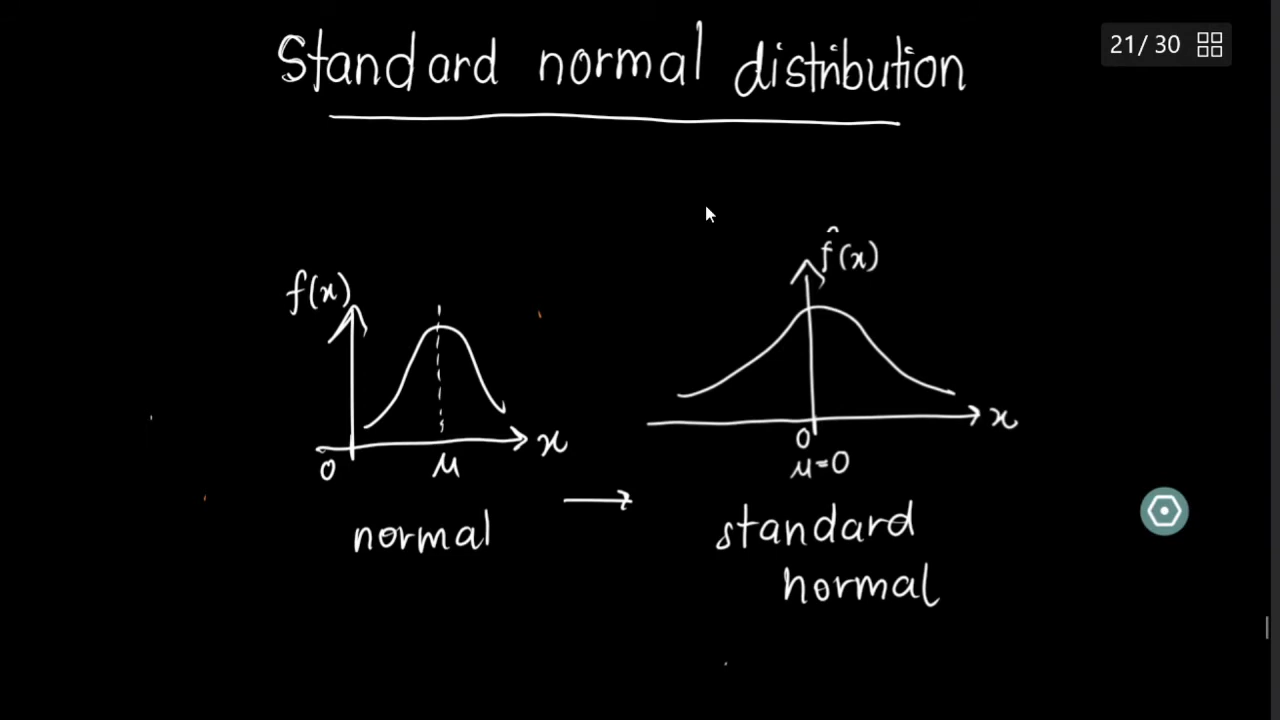 21/ 30
Standard normal distribution
f(x)
f̂(x)
0
μ
x
0
μ=0
x
normal
standard
normal